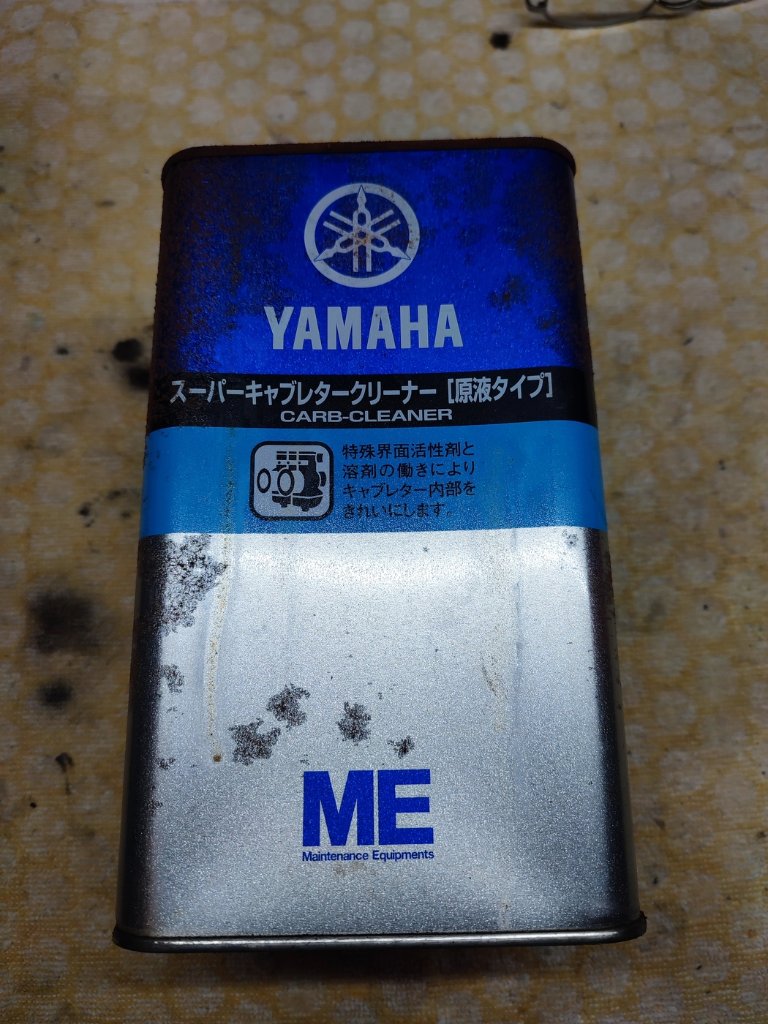 YAMAHA
スーパーキャブレタークリーナー［原液タイプ］
CARB-CLEANER
特殊界面活性剤と
溶剤の働きにより
キャブレター内部を
きれいにします。
ME
Maintenance Equipments